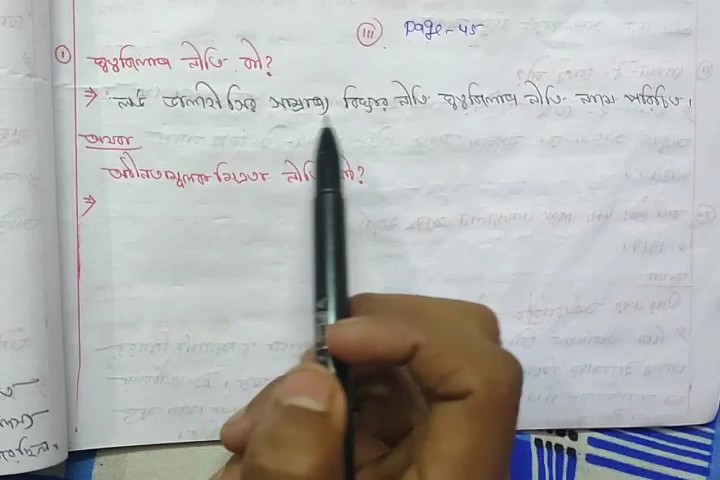 III Page-45
① স্বত্ববিলোপ নীতি কী?
⇒ লর্ড ডালহৌসির সাম্রাজ্য বিস্তারের নীতি স্বত্ববিলোপ নীতি নামে পরিচিত।
অথবা
অধীনতামূলক মিত্রতা নীতি কী?
⇒